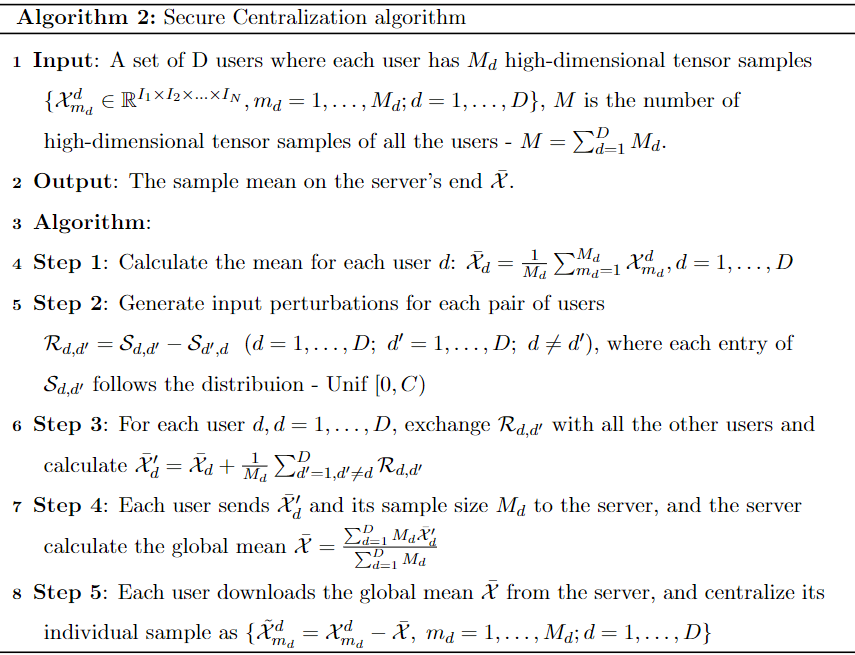 Algorithm 2: Secure Centralization algorithm
1 Input: A set of D users where each user has $M_d$ high-dimensional tensor samples
$\{\mathcal{X}_{m_d}^d \in \mathbb{R}^{I_1 \times I_2 \times \ldots \times I_N}, m_d = 1, \ldots, M_d; d = 1, \ldots, D\}$, $M$ is the number of
high-dimensional tensor samples of all the users - $M = \sum_{d=1}^{D} M_d$.
2 Output: The sample mean on the server's end $\bar{\mathcal{X}}$.
3 Algorithm:
4 Step 1: Calculate the mean for each user $d$: $\bar{\mathcal{X}}_d = \frac{1}{M_d} \sum_{m_d=1}^{M_d} \mathcal{X}_{m_d}^d, d = 1, \ldots, D$
5 Step 2: Generate input perturbations for each pair of users
$\mathcal{R}_{d,d'} = \mathcal{S}_{d,d'} - \mathcal{S}_{d',d}$ $(d = 1, \ldots, D;\ d' = 1, \ldots, D;\ d \neq d')$, where each entry of
$\mathcal{S}_{d,d'}$ follows the distribuion - Unif $[0, C)$
6 Step 3: For each user $d, d = 1, \ldots, D$, exchange $\mathcal{R}_{d,d'}$ with all the other users and
calculate $\bar{\mathcal{X}}_d' = \bar{\mathcal{X}}_d + \frac{1}{M_d} \sum_{d'=1, d' \neq d}^{D} \mathcal{R}_{d,d'}$
7 Step 4: Each user sends $\bar{\mathcal{X}}_d'$ and its sample size $M_d$ to the server, and the server
calculate the global mean $\bar{\mathcal{X}} = \frac{\sum_{d=1}^{D} M_d \bar{\mathcal{X}}_d'}{\sum_{d=1}^{D} M_d}$
8 Step 5: Each user downloads the global mean $\bar{\mathcal{X}}$ from the server, and centralize its
individual sample as $\{\tilde{\mathcal{X}}_{m_d}^d = \mathcal{X}_{m_d}^d - \bar{\mathcal{X}},\ m_d = 1, \ldots, M_d; d = 1, \ldots, D\}$